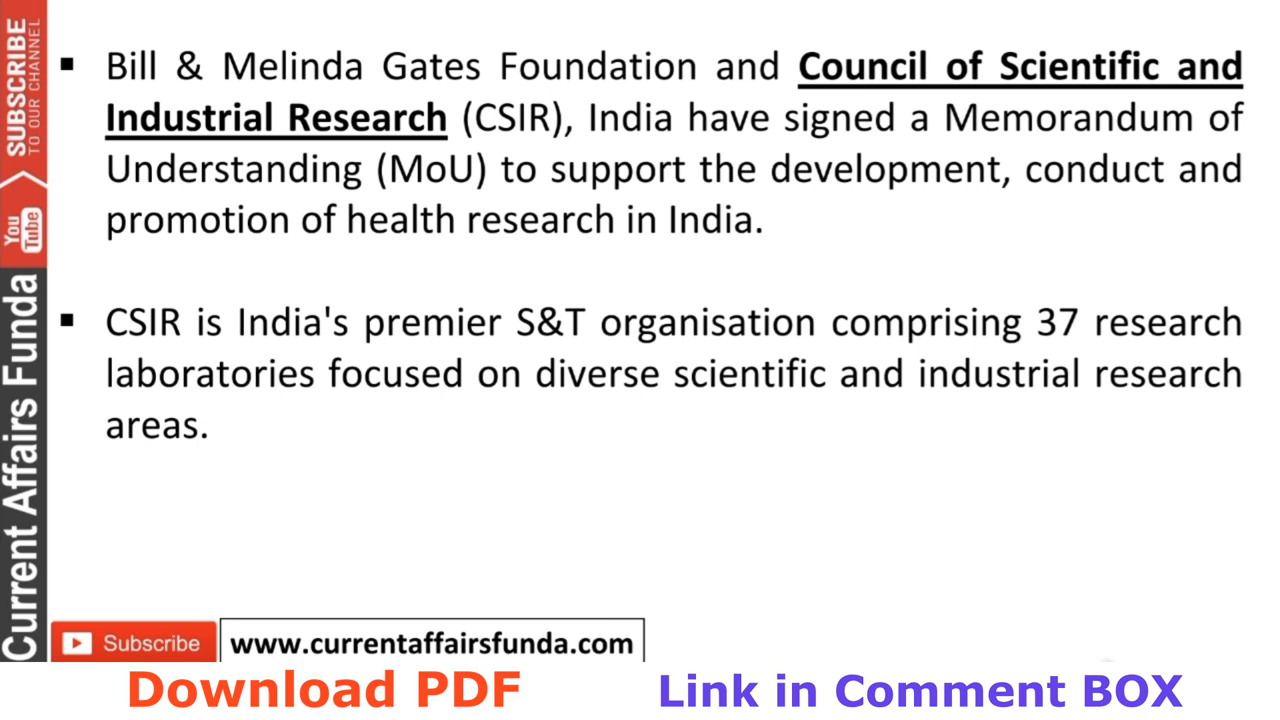 SUBSCRIBE
TO OUR CHANNEL
You
Tube
Current Affairs Funda
▪ Bill & Melinda Gates Foundation and Council of Scientific and
Industrial Research (CSIR), India have signed a Memorandum of
Understanding (MoU) to support the development, conduct and
promotion of health research in India.
▪ CSIR is India's premier S&T organisation comprising 37 research
laboratories focused on diverse scientific and industrial research
areas.
Subscribe
www.currentaffairsfunda.com
Download PDF
Link in Comment BOX